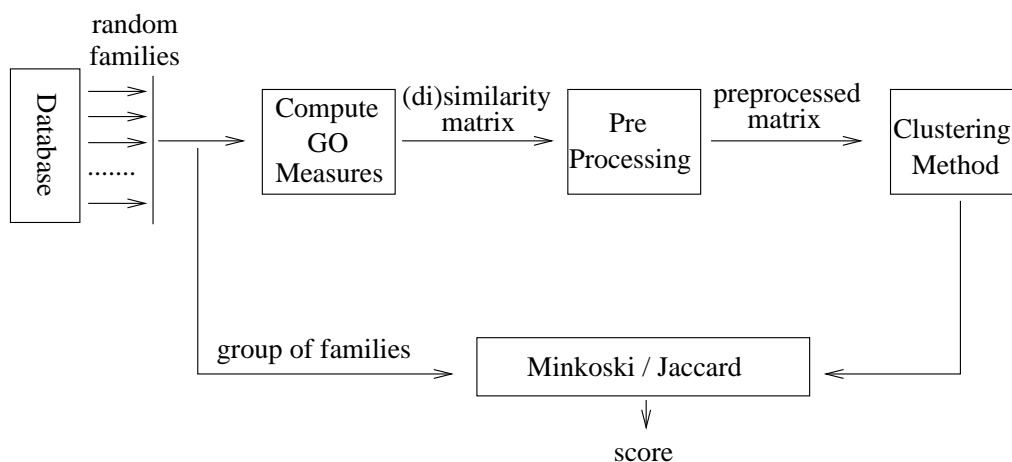 random
families
Database
.......
Compute
GO
Measures
(di)similarity
matrix
Pre
Processing
preprocessed
matrix
Clustering
Method
group of families
Minkoski / Jaccard
score